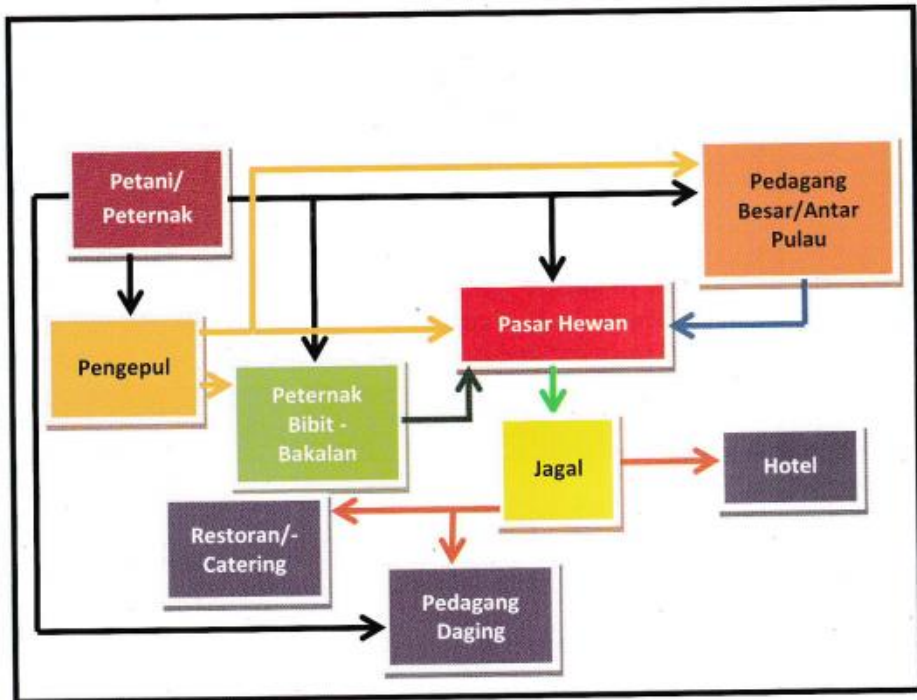 Petani/
Peternak
Pedagang
Besar/Antar
Pulau
Pengepul
Pasar Hewan
Peternak
Bibit -
Bakalan
Jagal
Hotel
Restoran/-
Catering
Pedagang
Daging